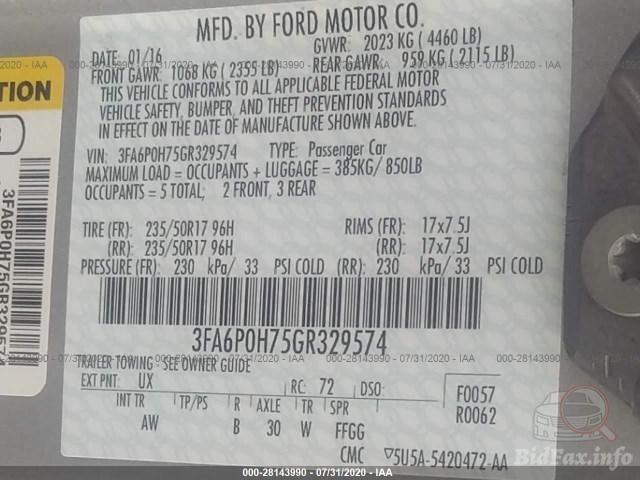 000-28143990 - 07/31/2020 - IAA
MFD. BY FORD MOTOR CO.
DATE: 01/16
GVWR: 2023 KG ( 4460 LB)
FRONT GAWR: 1068 KG ( 2355 LB)
REAR GAWR: 959 KG ( 2115 LB)
THIS VEHICLE CONFORMS TO ALL APPLICABLE FEDERAL MOTOR
VEHICLE SAFETY, BUMPER, AND THEFT PREVENTION STANDARDS
IN EFFECT ON THE DATE OF MANUFACTURE SHOWN ABOVE.
VIN: 3FA6P0H75GR329574 TYPE: Passenger Car
MAXIMUM LOAD = OCCUPANTS + LUGGAGE = 385KG/ 850LB
OCCUPANTS = 5 TOTAL; 2 FRONT, 3 REAR
TIRE (FR): 235/50R17 96H RIMS (FR): 17x7.5J
(RR): 235/50R17 96H (RR): 17x7.5J
PRESSURE (FR): 230 kPa/ 33 PSI COLD (RR): 230 kPa/ 33 PSI COLD
3FA6P0H75GR329574
TRAILER TOWING - SEE OWNER GUIDE
EXT PNT: UX RC: 72 DSO:
F0057
R0062
INT TR TP/PS R AXLE TR SPR
AW B 30 W FFGG
CMC ▽5U5A-5420472-AA
TION
3FA6P0H75GR329574
BidFax.info
000-28143990 - 07/31/2020 - IAA